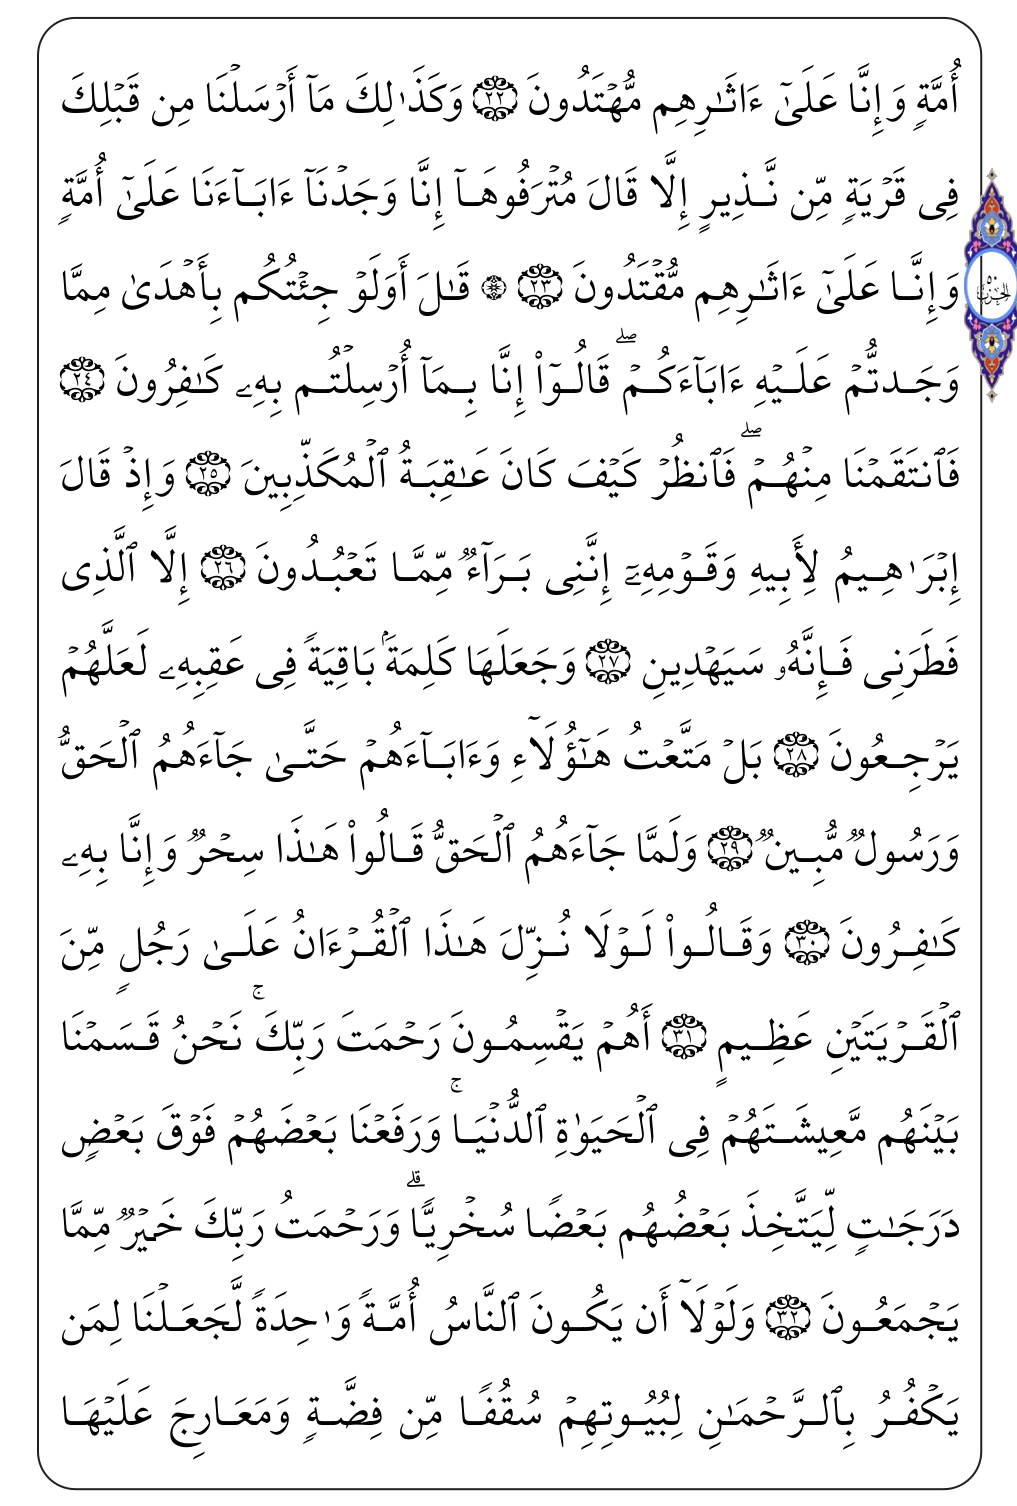 أُمَّةٍ وَإِنَّا عَلَىٰٓ ءَاثَٰرِهِم مُّهْتَدُونَ ٢٢ وَكَذَٰلِكَ مَآ أَرْسَلْنَا مِن قَبْلِكَ
فِى قَرْيَةٍ مِّن نَّذِيرٍ إِلَّا قَالَ مُتْرَفُوهَآ إِنَّا وَجَدْنَآ ءَابَآءَنَا عَلَىٰٓ أُمَّةٍ
وَإِنَّا عَلَىٰٓ ءَاثَٰرِهِم مُّقْتَدُونَ ٢٣ ۞ قَٰلَ أَوَلَوْ جِئْتُكُم بِأَهْدَىٰ مِمَّا
الحزب ٥٠
وَجَدتُّمْ عَلَيْهِ ءَابَآءَكُمْ ۖ قَالُوٓا۟ إِنَّا بِمَآ أُرْسِلْتُم بِهِۦ كَٰفِرُونَ ٢٤
فَٱنتَقَمْنَا مِنْهُمْ ۖ فَٱنظُرْ كَيْفَ كَانَ عَٰقِبَةُ ٱلْمُكَذِّبِينَ ٢٥ وَإِذْ قَالَ
إِبْرَٰهِيمُ لِأَبِيهِ وَقَوْمِهِۦٓ إِنَّنِى بَرَآءٌ مِّمَّا تَعْبُدُونَ ٢٦ إِلَّا ٱلَّذِى
فَطَرَنِى فَإِنَّهُۥ سَيَهْدِينِ ٢٧ وَجَعَلَهَا كَلِمَةًۢ بَاقِيَةً فِى عَقِبِهِۦ لَعَلَّهُمْ
يَرْجِعُونَ ٢٨ بَلْ مَتَّعْتُ هَٰٓؤُلَآءِ وَءَابَآءَهُمْ حَتَّىٰ جَآءَهُمُ ٱلْحَقُّ
وَرَسُولٌ مُّبِينٌ ٢٩ وَلَمَّا جَآءَهُمُ ٱلْحَقُّ قَالُوا۟ هَٰذَا سِحْرٌ وَإِنَّا بِهِۦ
كَٰفِرُونَ ٣٠ وَقَالُوا۟ لَوْلَا نُزِّلَ هَٰذَا ٱلْقُرْءَانُ عَلَىٰ رَجُلٍ مِّنَ
ٱلْقَرْيَتَيْنِ عَظِيمٍ ٣١ أَهُمْ يَقْسِمُونَ رَحْمَتَ رَبِّكَ ۚ نَحْنُ قَسَمْنَا
بَيْنَهُم مَّعِيشَتَهُمْ فِى ٱلْحَيَوٰةِ ٱلدُّنْيَا ۚ وَرَفَعْنَا بَعْضَهُمْ فَوْقَ بَعْضٍ
دَرَجَٰتٍ لِّيَتَّخِذَ بَعْضُهُم بَعْضًا سُخْرِيًّا ۗ وَرَحْمَتُ رَبِّكَ خَيْرٌ مِّمَّا
يَجْمَعُونَ ٣٢ وَلَوْلَآ أَن يَكُونَ ٱلنَّاسُ أُمَّةً وَٰحِدَةً لَّجَعَلْنَا لِمَن
يَكْفُرُ بِٱلرَّحْمَٰنِ لِبُيُوتِهِمْ سُقُفًا مِّن فِضَّةٍ وَمَعَارِجَ عَلَيْهَا